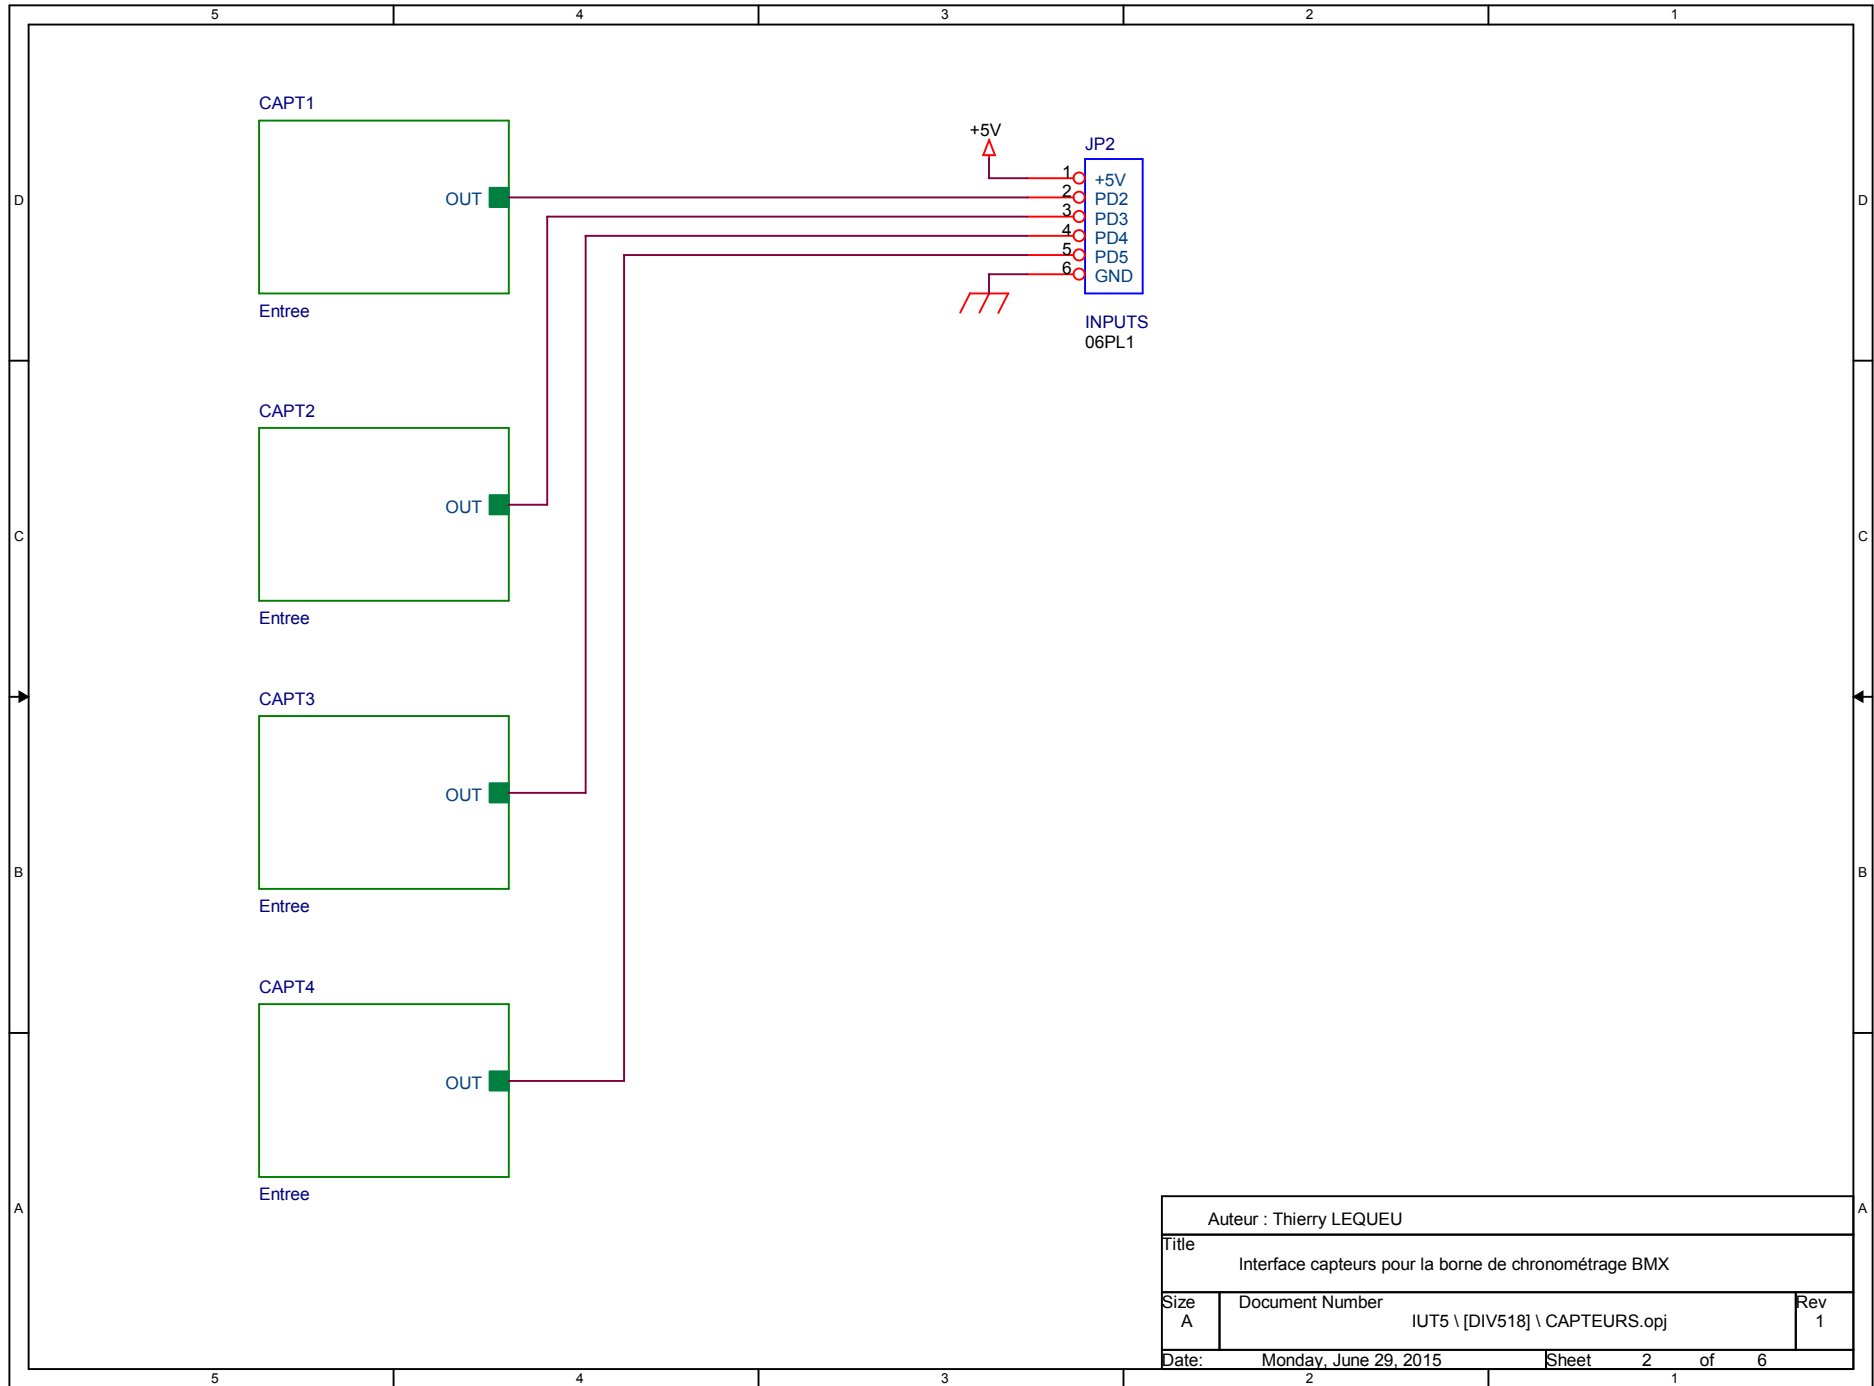 5 4 3 2 1
CAPT1
OUT
Entree
+5V
JP2
1 +5V
2 PD2
3 PD3
4 PD4
5 PD5
6 GND
INPUTS
06PL1
D D
CAPT2
OUT
Entree
C C
CAPT3
OUT
Entree
B B
CAPT4
OUT
Entree
A A
Auteur : Thierry LEQUEU
Title
Interface capteurs pour la borne de chronométrage BMX
Size Document Number Rev
A IUT5 \ [DIV518] \ CAPTEURS.opj 1
Date: Monday, June 29, 2015 Sheet 2 of 6
5 4 3 2 1